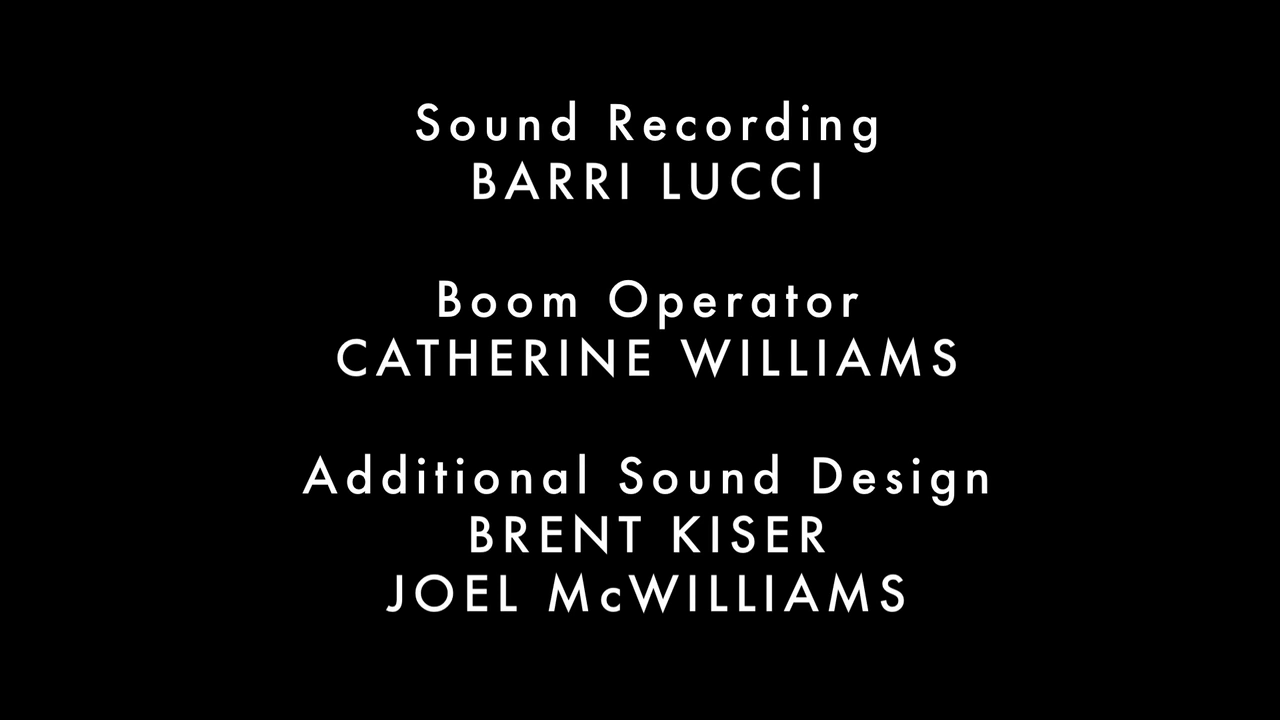 Sound Recording
BARRI LUCCI
Boom Operator
CATHERINE WILLIAMS
Additional Sound Design
BRENT KISER
JOEL McWILLIAMS